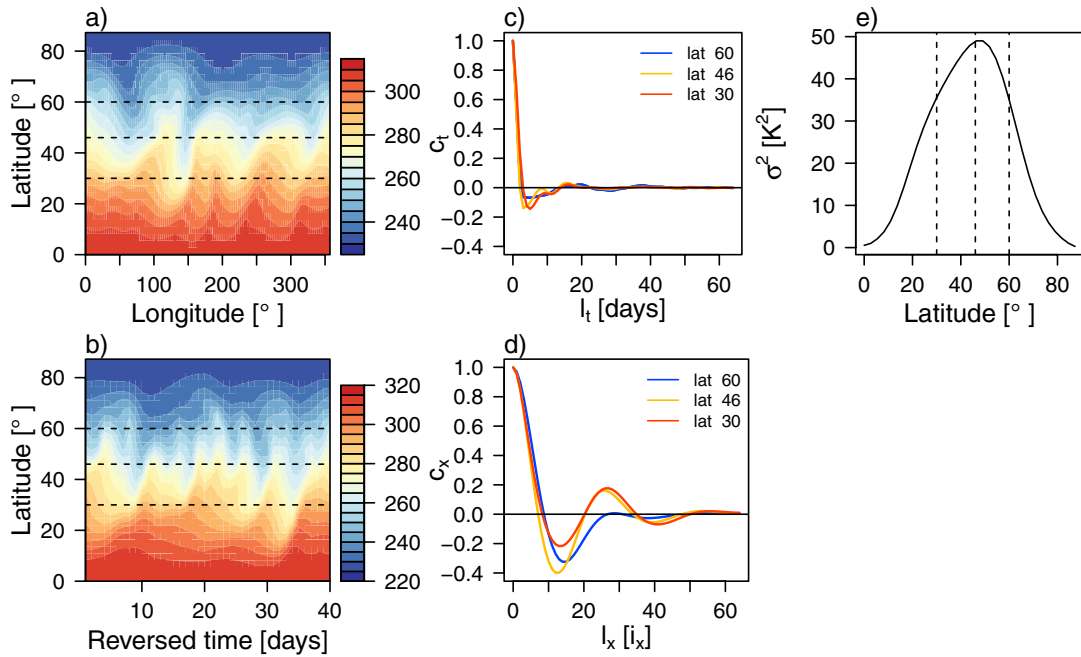 a)
Latitude [° ]
80
60
40
20
0
0 100 200 300
Longitude [° ]
300
280
260
240
b)
Latitude [° ]
80
60
40
20
0
10 20 30 40
Reversed time [days]
320
300
280
260
240
220
c)
c_t
1.0
0.8
0.6
0.4
0.2
0.0
−0.2
−0.4
lat 60
lat 46
lat 30
0 20 40 60
l_t [days]
d)
c_x
1.0
0.8
0.6
0.4
0.2
0.0
−0.2
−0.4
lat 60
lat 46
lat 30
0 20 40 60
l_x [i_x]
e)
σ² [K²]
50
40
30
20
10
0
0 20 40 60 80
Latitude [° ]